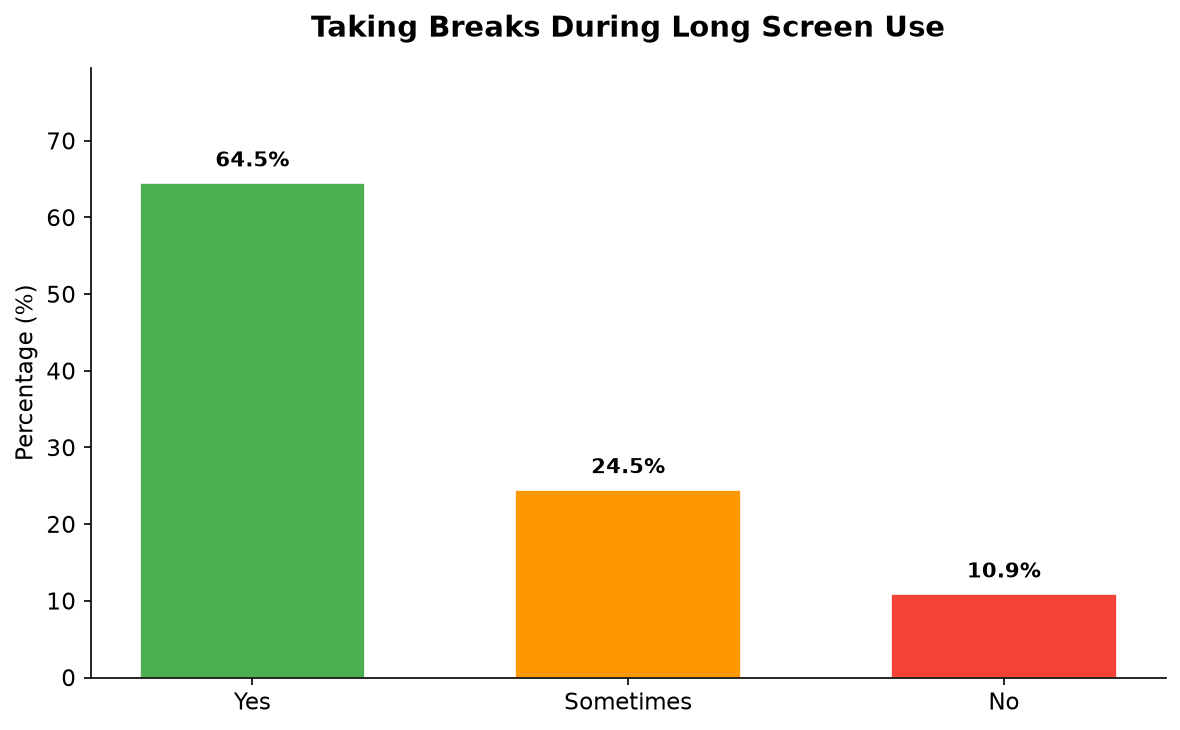 Taking Breaks During Long Screen Use
Percentage (%)
70
60
50
40
30
20
10
0
64.5%
24.5%
10.9%
Yes
Sometimes
No